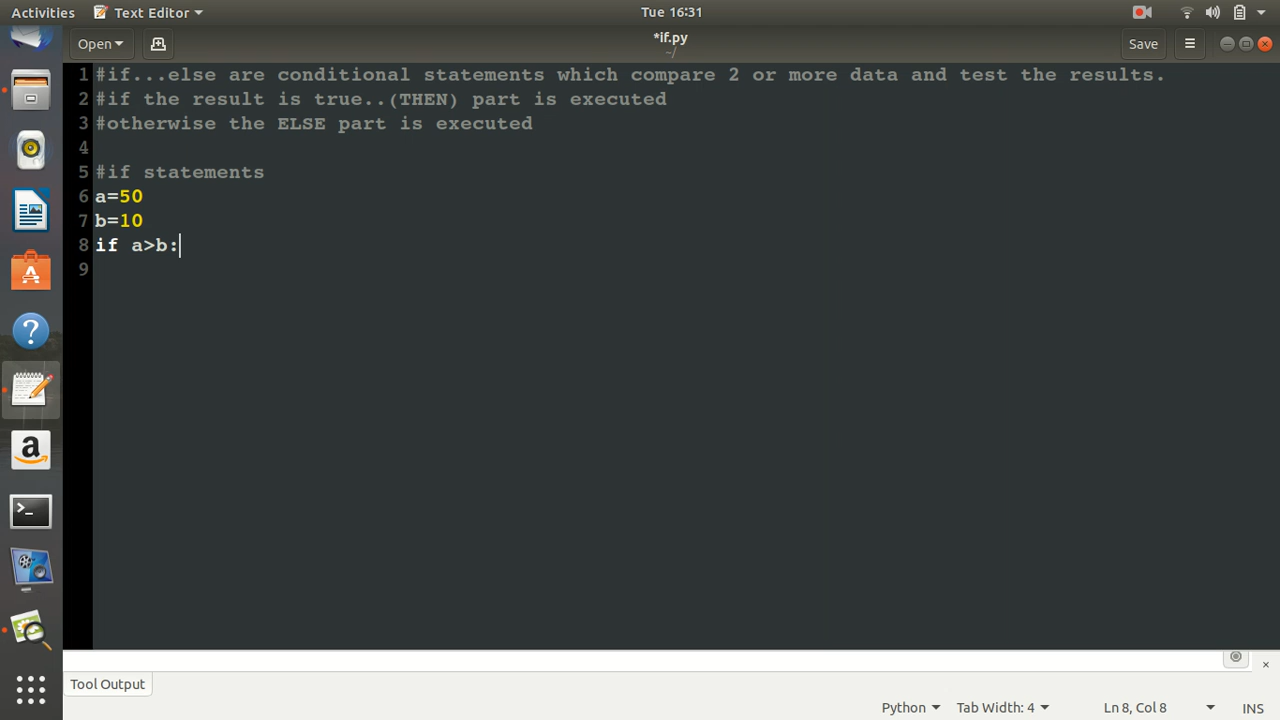 Activities Text Editor Tue 16:31
Open *if.py Save
~/
1 #if...else are conditional statements which compare 2 or more data and test the results.
2 #if the result is true..(THEN) part is executed
3 #otherwise the ELSE part is executed
4
5 #if statements
6 a=50
7 b=10
8 if a>b:
9
Tool Output
Python Tab Width: 4 Ln 8, Col 8 INS